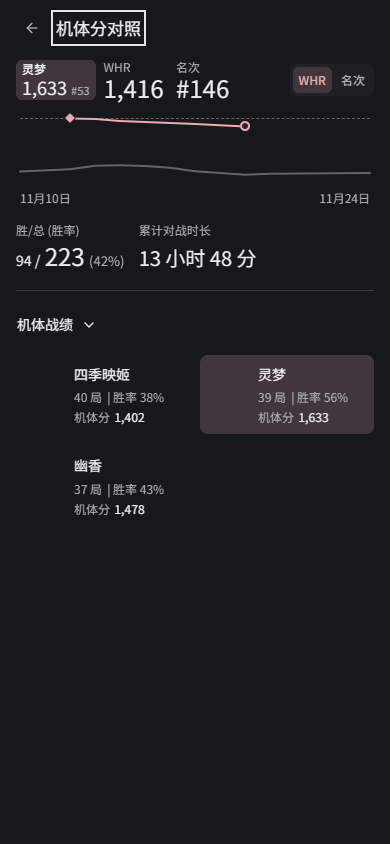 机体分对照
灵梦 WHR 名次
1,633 #53 1,416 #146 WHR 名次
11月10日 11月24日
胜/总 (胜率) 累计对战时长
94 / 223 (42%) 13 小时 48 分
机体战绩
四季映姬
40 局 | 胜率 38%
机体分 1,402
灵梦
39 局 | 胜率 56%
机体分 1,633
幽香
37 局 | 胜率 43%
机体分 1,478